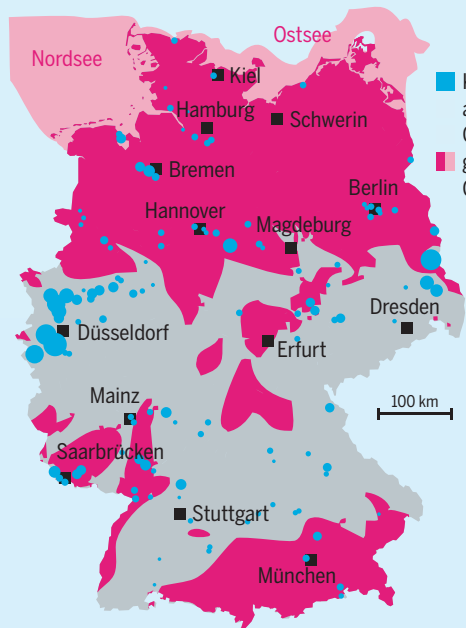 Ostsee
Nordsee
Kiel
Hamburg
Schwerin
Bremen
Berlin
Hannover
Magdeburg
Dresden
Düsseldorf
Erfurt
100 km
Mainz
Saarbrücken
Stuttgart
München